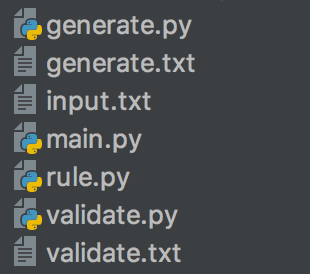 generate.py
generate.txt
input.txt
main.py
rule.py
validate.py
validate.txt